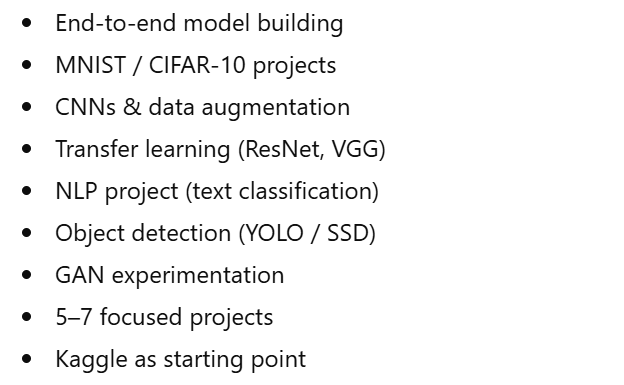 • End-to-end model building
• MNIST / CIFAR-10 projects
• CNNs & data augmentation
• Transfer learning (ResNet, VGG)
• NLP project (text classification)
• Object detection (YOLO / SSD)
• GAN experimentation
• 5–7 focused projects
• Kaggle as starting point